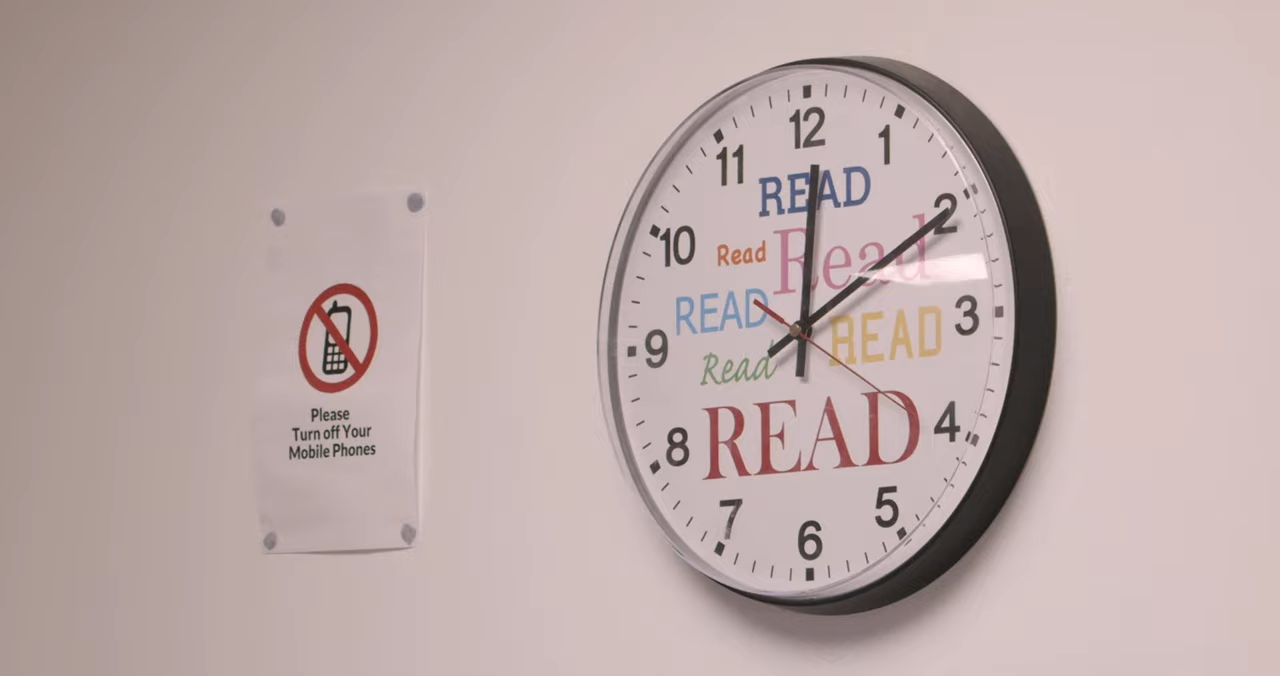 Please
Turn off Your
Mobile Phones
12
11
1
READ
10
2
Read
Read
READ
3
9
READ
Read
8
READ
4
7
5
6